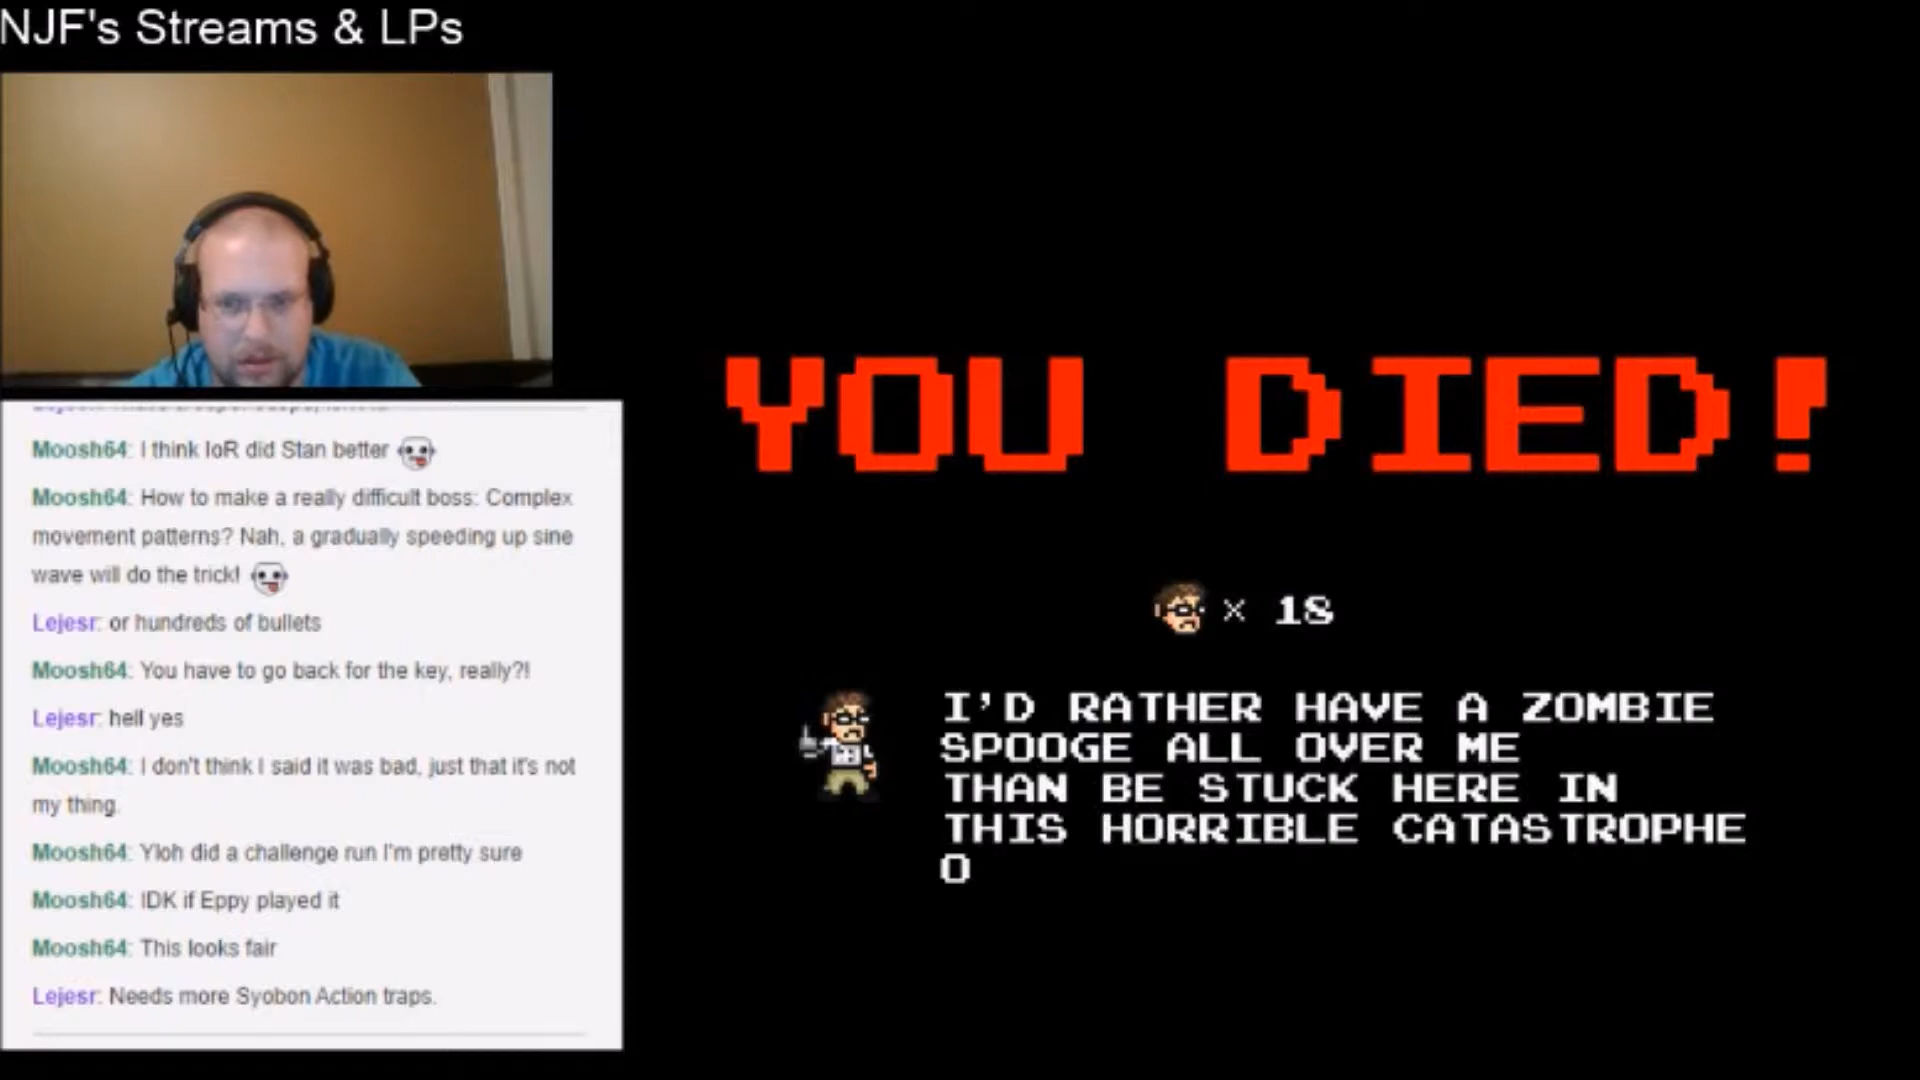 NJF's Streams & LPs
Moosh64: I think IoR did Stan better
Moosh64: How to make a really difficult boss: Complex
movement patterns? Nah, a gradually speeding up sine
wave will do the trick!
Lejesr: or hundreds of bullets
Moosh64: You have to go back for the key, really?!
Lejesr: hell yes
Moosh64: I don't think I said it was bad, just that it's not
my thing.
Moosh64: Yloh did a challenge run I'm pretty sure
Moosh64: IDK if Eppy played it
Moosh64: This looks fair
Lejesr: Needs more Syobon Action traps.
YOU DIED!
× 18
I'D RATHER HAVE A ZOMBIE
SPOOGE ALL OVER ME
THAN BE STUCK HERE IN
THIS HORRIBLE CATASTROPHE
O